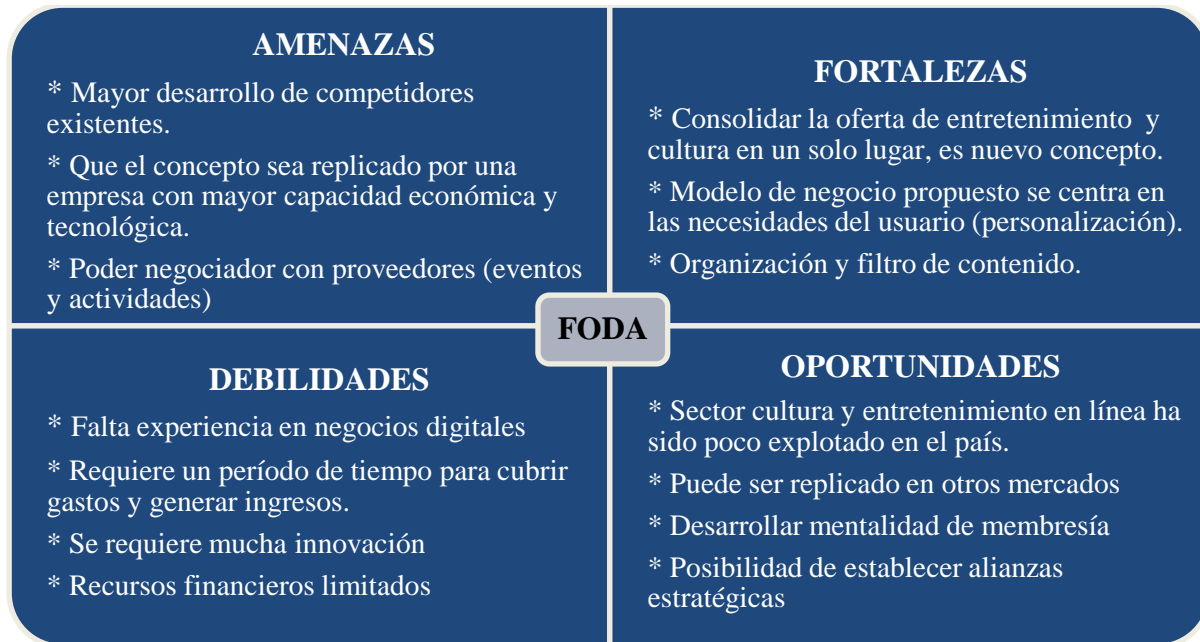 AMENAZAS
* Mayor desarrollo de competidores
existentes.
* Que el concepto sea replicado por una
empresa con mayor capacidad económica y
tecnológica.
* Poder negociador con proveedores (eventos
y actividades)
FORTALEZAS
* Consolidar la oferta de entretenimiento y
cultura en un solo lugar, es nuevo concepto.
* Modelo de negocio propuesto se centra en
las necesidades del usuario (personalización).
* Organización y filtro de contenido.
FODA
DEBILIDADES
* Falta experiencia en negocios digitales
* Requiere un período de tiempo para cubrir
gastos y generar ingresos.
* Se requiere mucha innovación
* Recursos financieros limitados
OPORTUNIDADES
* Sector cultura y entretenimiento en línea ha
sido poco explotado en el país.
* Puede ser replicado en otros mercados
* Desarrollar mentalidad de membresía
* Posibilidad de establecer alianzas
estratégicas